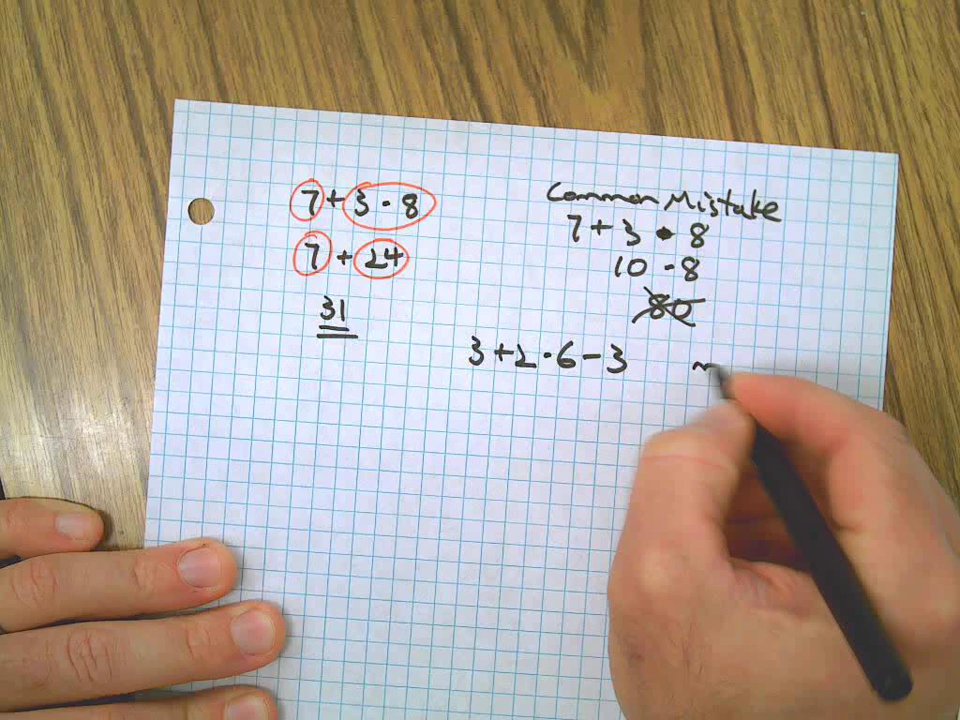 7 + 3 · 8
7 + 24
31
Common Mistake
7 + 3 · 8
10 · 8
80
3 + 2 · 6 - 3